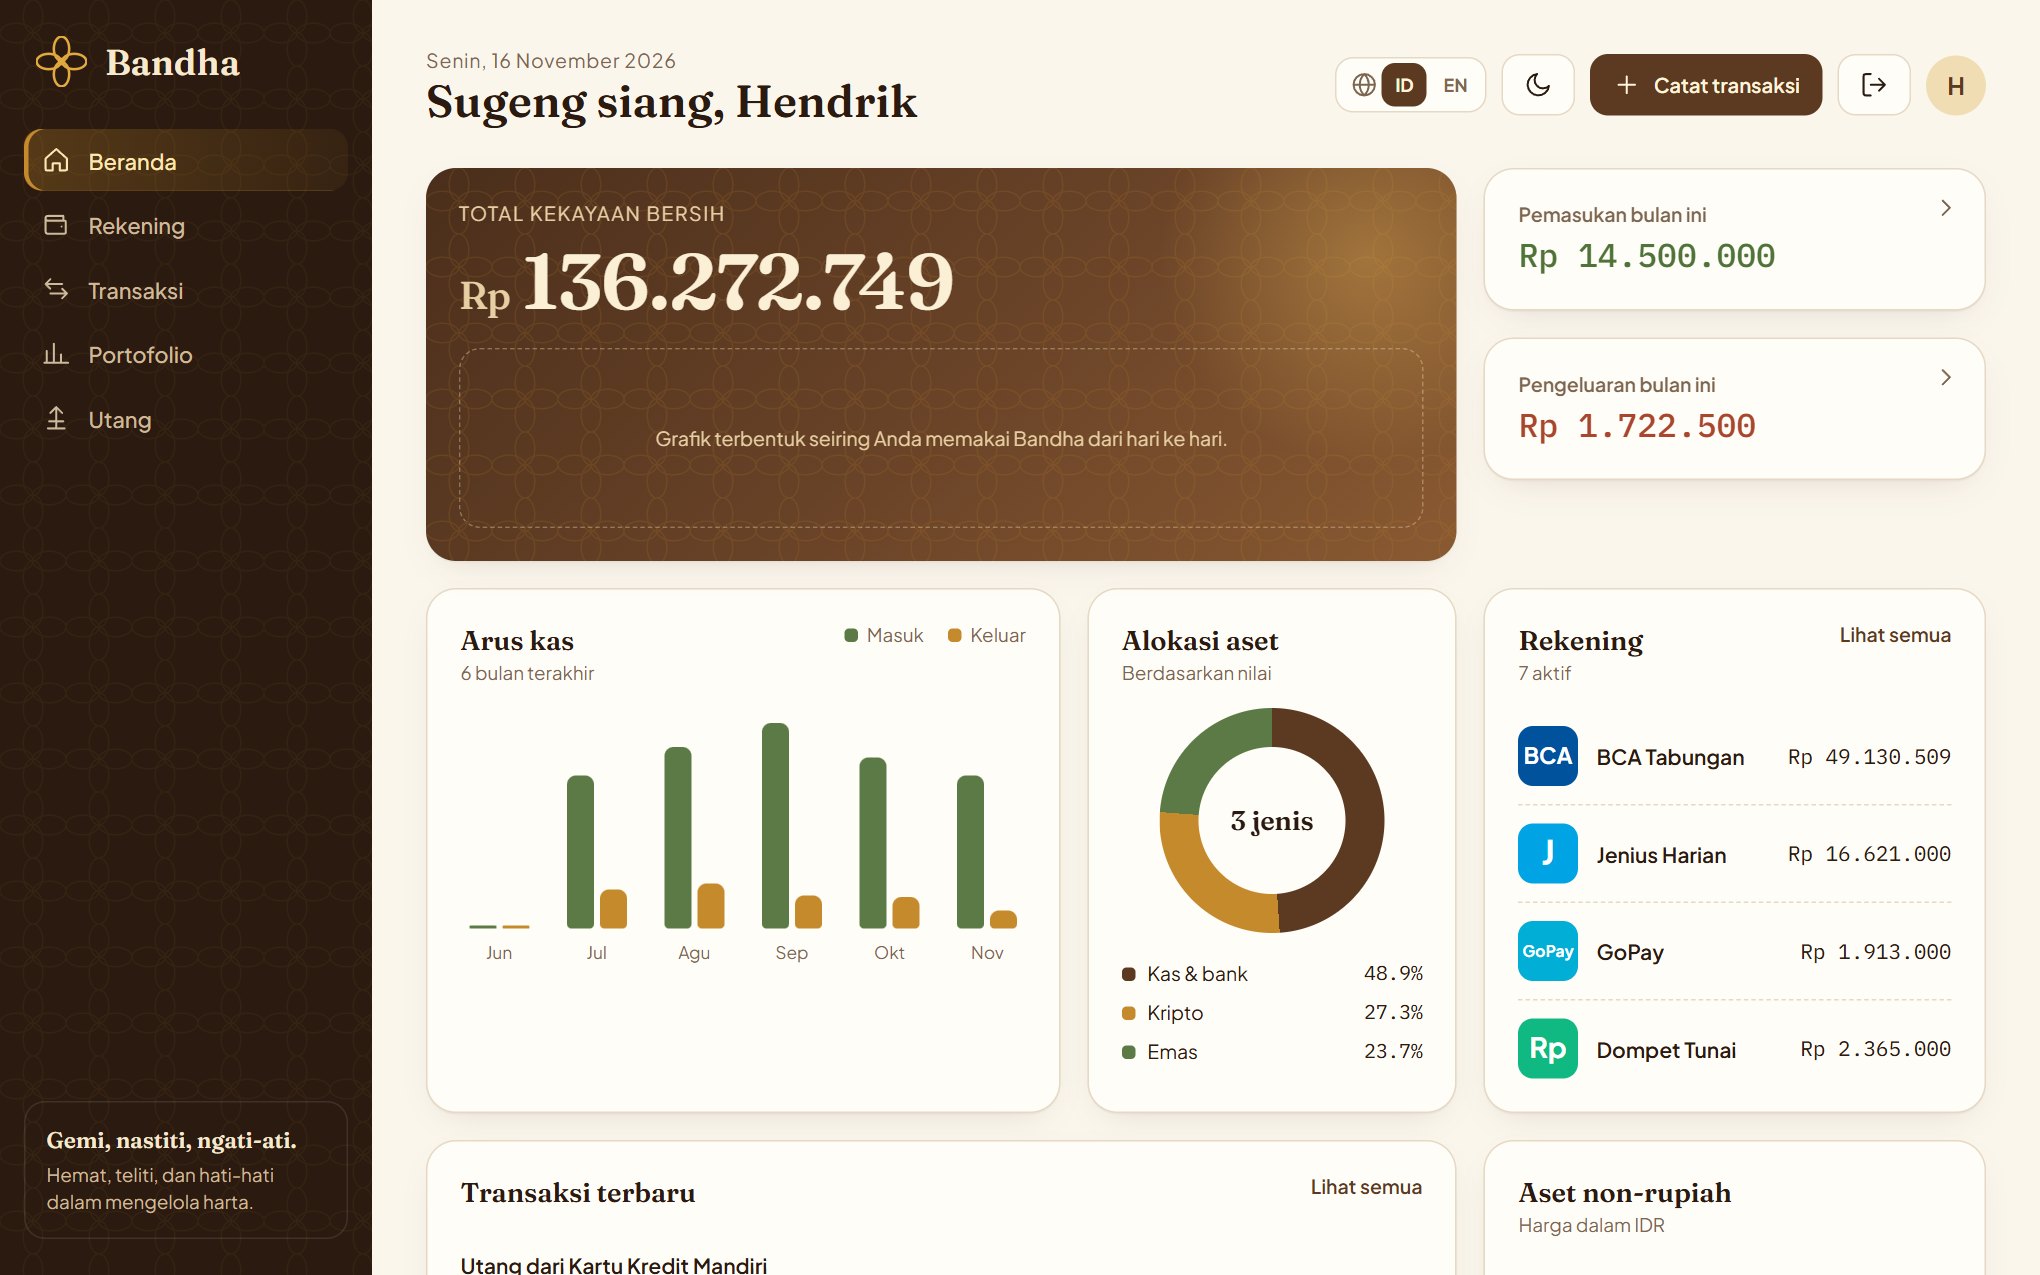 Bandha
Beranda
Rekening
Transaksi
Portofolio
Utang
Gemi, nastiti, ngati-ati.
Hemat, teliti, dan hati-hati
dalam mengelola harta.
Senin, 16 November 2026
Sugeng siang, Hendrik
ID EN
Catat transaksi
H
TOTAL KEKAYAAN BERSIH
Rp 136.272.749
Grafik terbentuk seiring Anda memakai Bandha dari hari ke hari.
Pemasukan bulan ini
Rp 14.500.000
Pengeluaran bulan ini
Rp 1.722.500
Arus kas
6 bulan terakhir
Masuk Keluar
Jun Jul Agu Sep Okt Nov
Alokasi aset
Berdasarkan nilai
3 jenis
Kas & bank 48.9%
Kripto 27.3%
Emas 23.7%
Rekening Lihat semua
7 aktif
BCA BCA Tabungan Rp 49.130.509
J Jenius Harian Rp 16.621.000
GoPay GoPay Rp 1.913.000
Rp Dompet Tunai Rp 2.365.000
Transaksi terbaru Lihat semua
Utang dari Kartu Kredit Mandiri
Aset non-rupiah
Harga dalam IDR